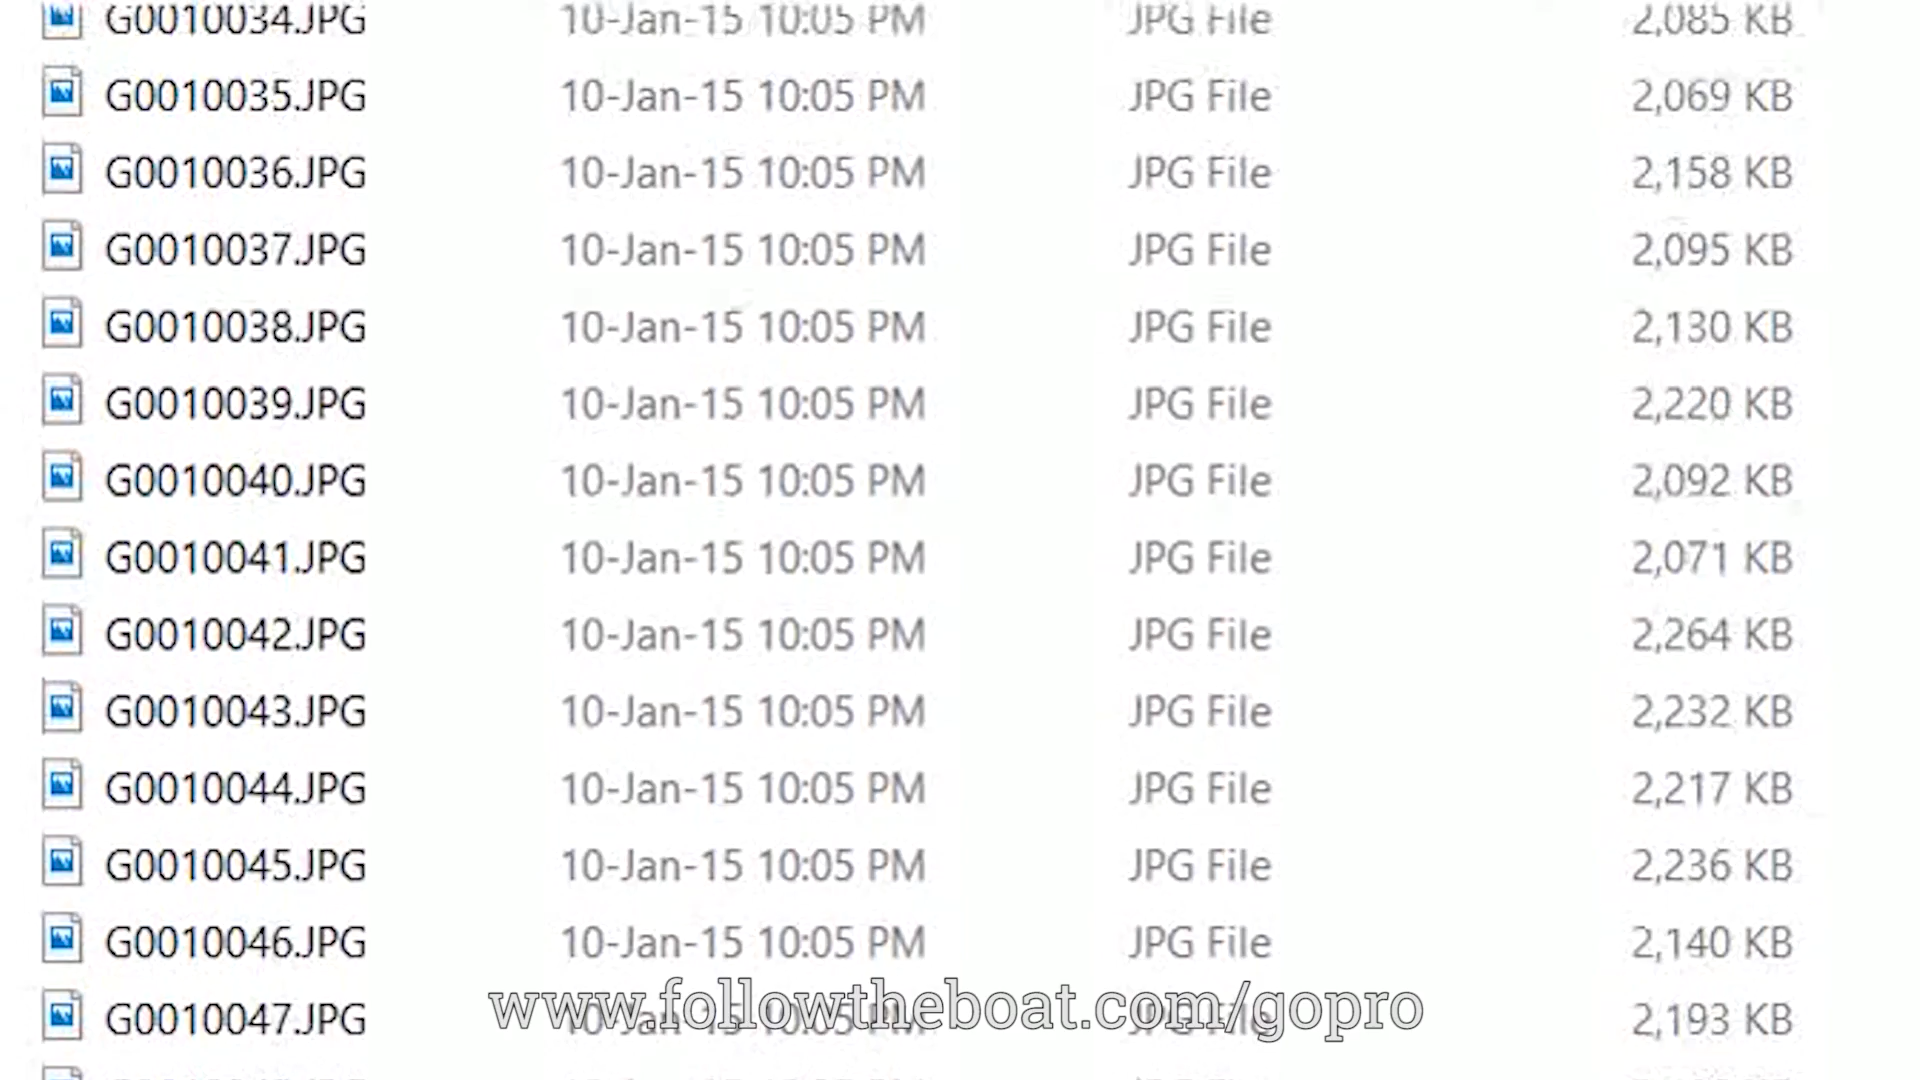 G0010034.JPG 10-Jan-15 10:05 PM JPG File 2,085 KB
G0010035.JPG 10-Jan-15 10:05 PM JPG File 2,069 KB
G0010036.JPG 10-Jan-15 10:05 PM JPG File 2,158 KB
G0010037.JPG 10-Jan-15 10:05 PM JPG File 2,095 KB
G0010038.JPG 10-Jan-15 10:05 PM JPG File 2,130 KB
G0010039.JPG 10-Jan-15 10:05 PM JPG File 2,220 KB
G0010040.JPG 10-Jan-15 10:05 PM JPG File 2,092 KB
G0010041.JPG 10-Jan-15 10:05 PM JPG File 2,071 KB
G0010042.JPG 10-Jan-15 10:05 PM JPG File 2,264 KB
G0010043.JPG 10-Jan-15 10:05 PM JPG File 2,232 KB
G0010044.JPG 10-Jan-15 10:05 PM JPG File 2,217 KB
G0010045.JPG 10-Jan-15 10:05 PM JPG File 2,236 KB
G0010046.JPG 10-Jan-15 10:05 PM JPG File 2,140 KB
G0010047.JPG 10-Jan-15 10:05 PM JPG File 2,193 KB
www.followtheboat.com/gopro